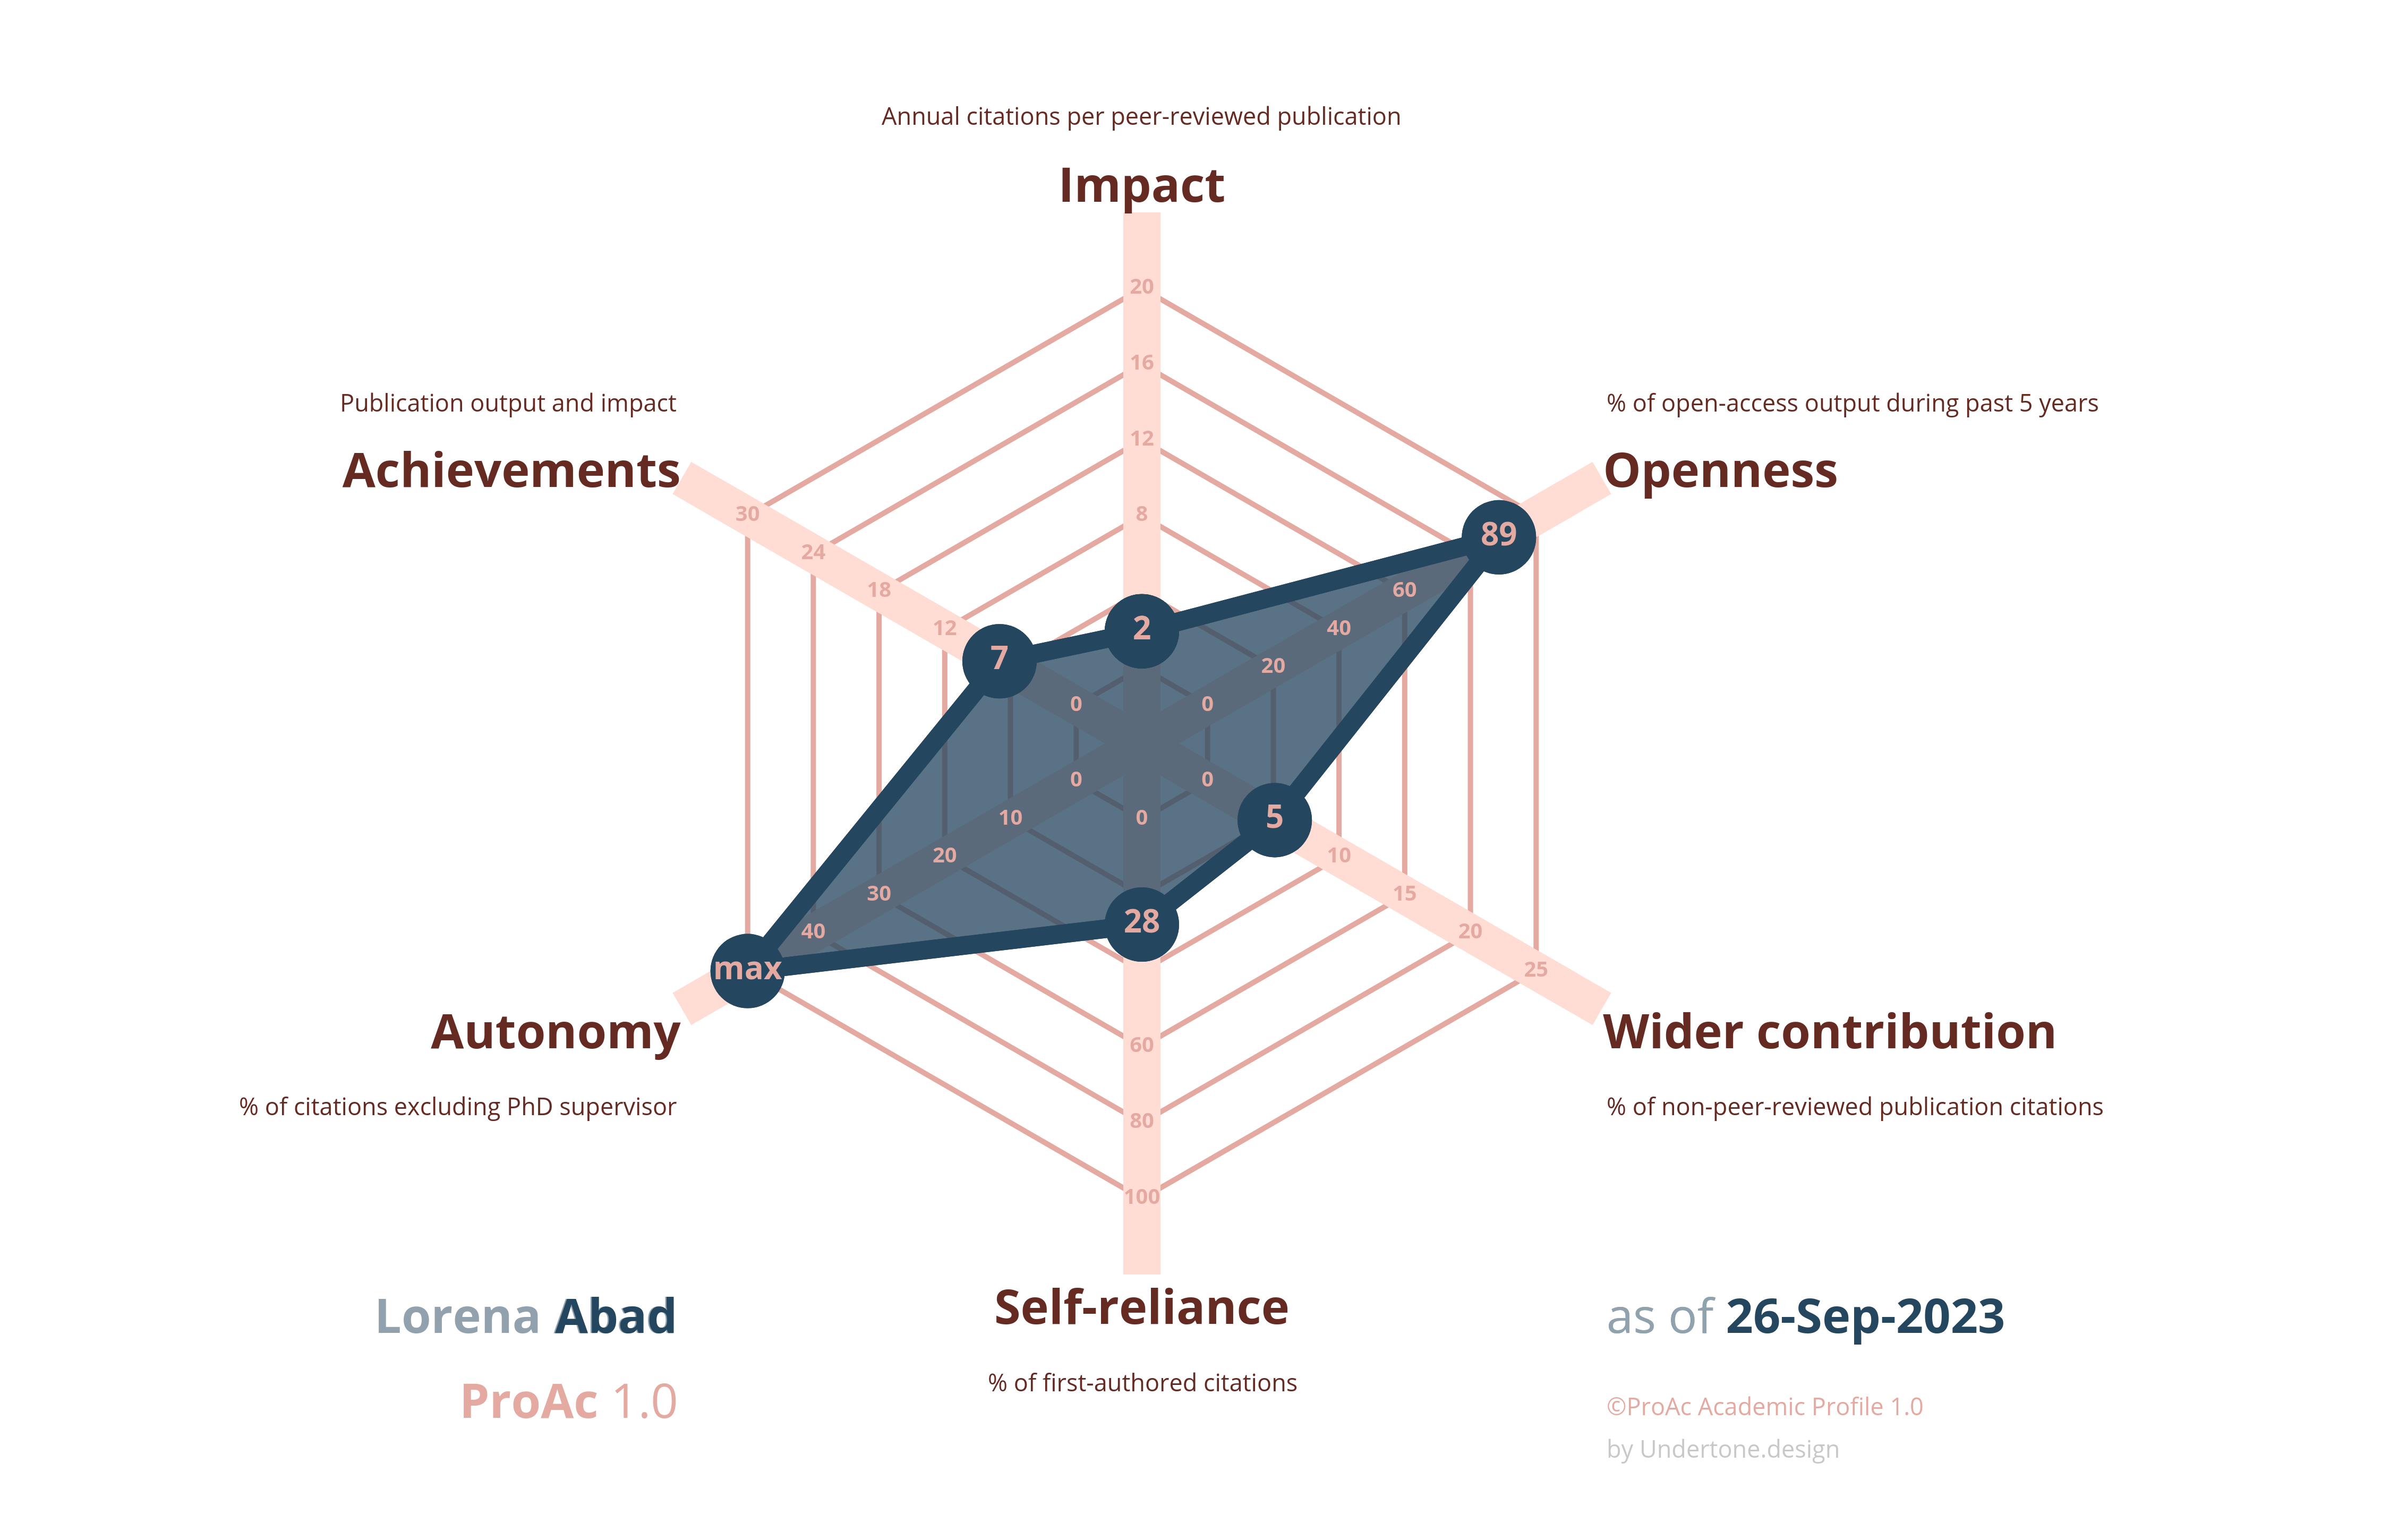 Annual citations per peer-reviewed publication
Impact
20
16
12
8
2
Publication output and impact
Achievements
30
24
18
12
7
0
% of open-access output during past 5 years
Openness
89
60
40
20
0
0
10
20
30
40
max
Autonomy
% of citations excluding PhD supervisor
0
5
10
15
20
25
Wider contribution
% of non-peer-reviewed publication citations
0
28
60
80
100
Self-reliance
% of first-authored citations
Lorena Abad
ProAc 1.0
as of 26-Sep-2023
©ProAc Academic Profile 1.0
by Undertone.design